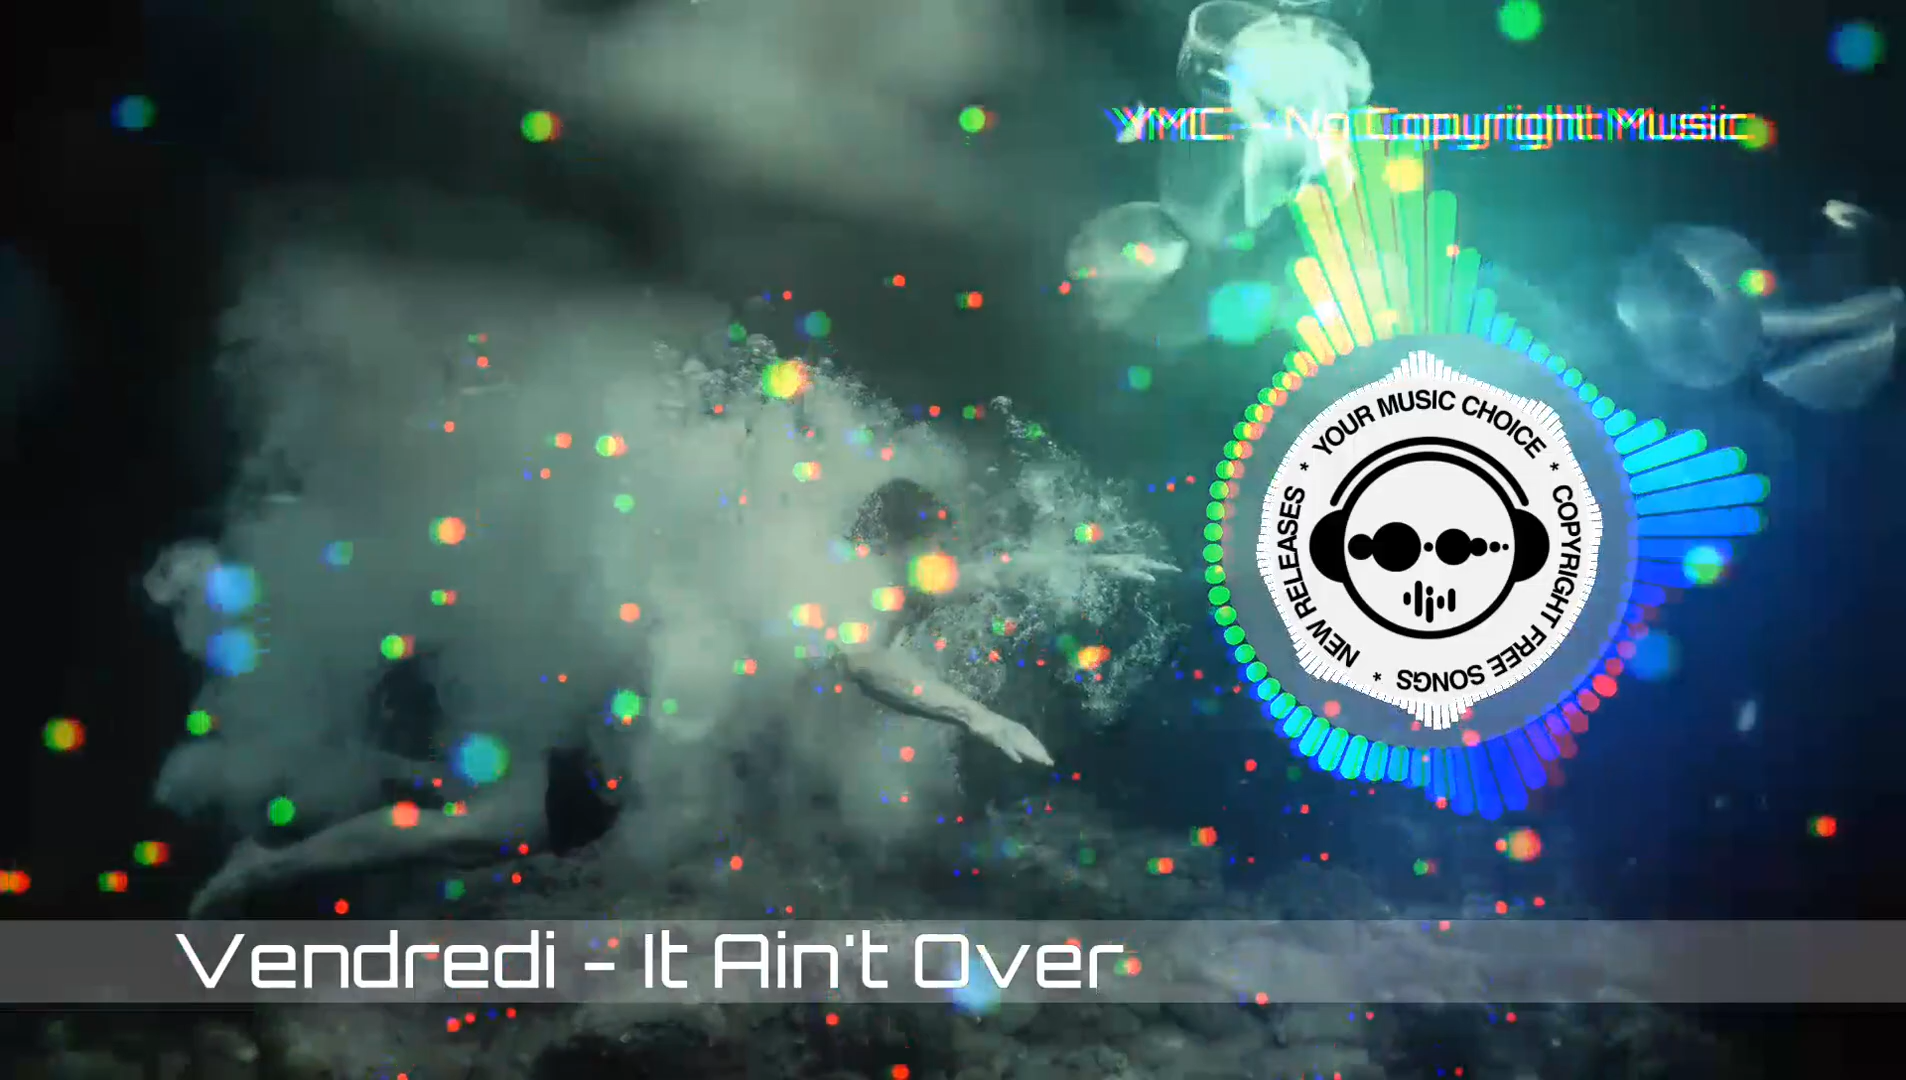 YMC - No Copyright Music
* YOUR MUSIC CHOICE * COPYRIGHT FREE SONGS * NEW RELEASES
Vendredi - It Ain't Over